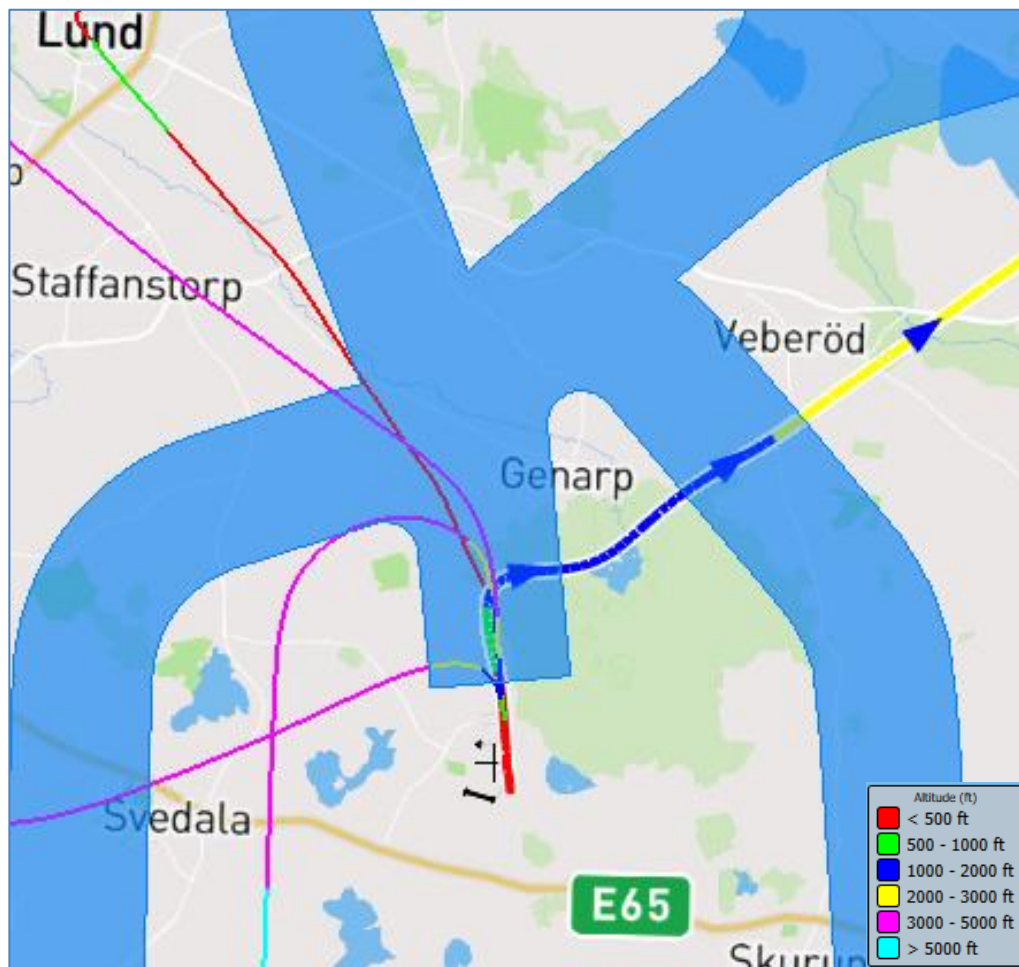 Lund
Staffanstorp
Veberöd
Genarp
Svedala
E65
Altitude (ft)
< 500 ft
500 - 1000 ft
1000 - 2000 ft
2000 - 3000 ft
3000 - 5000 ft
> 5000 ft